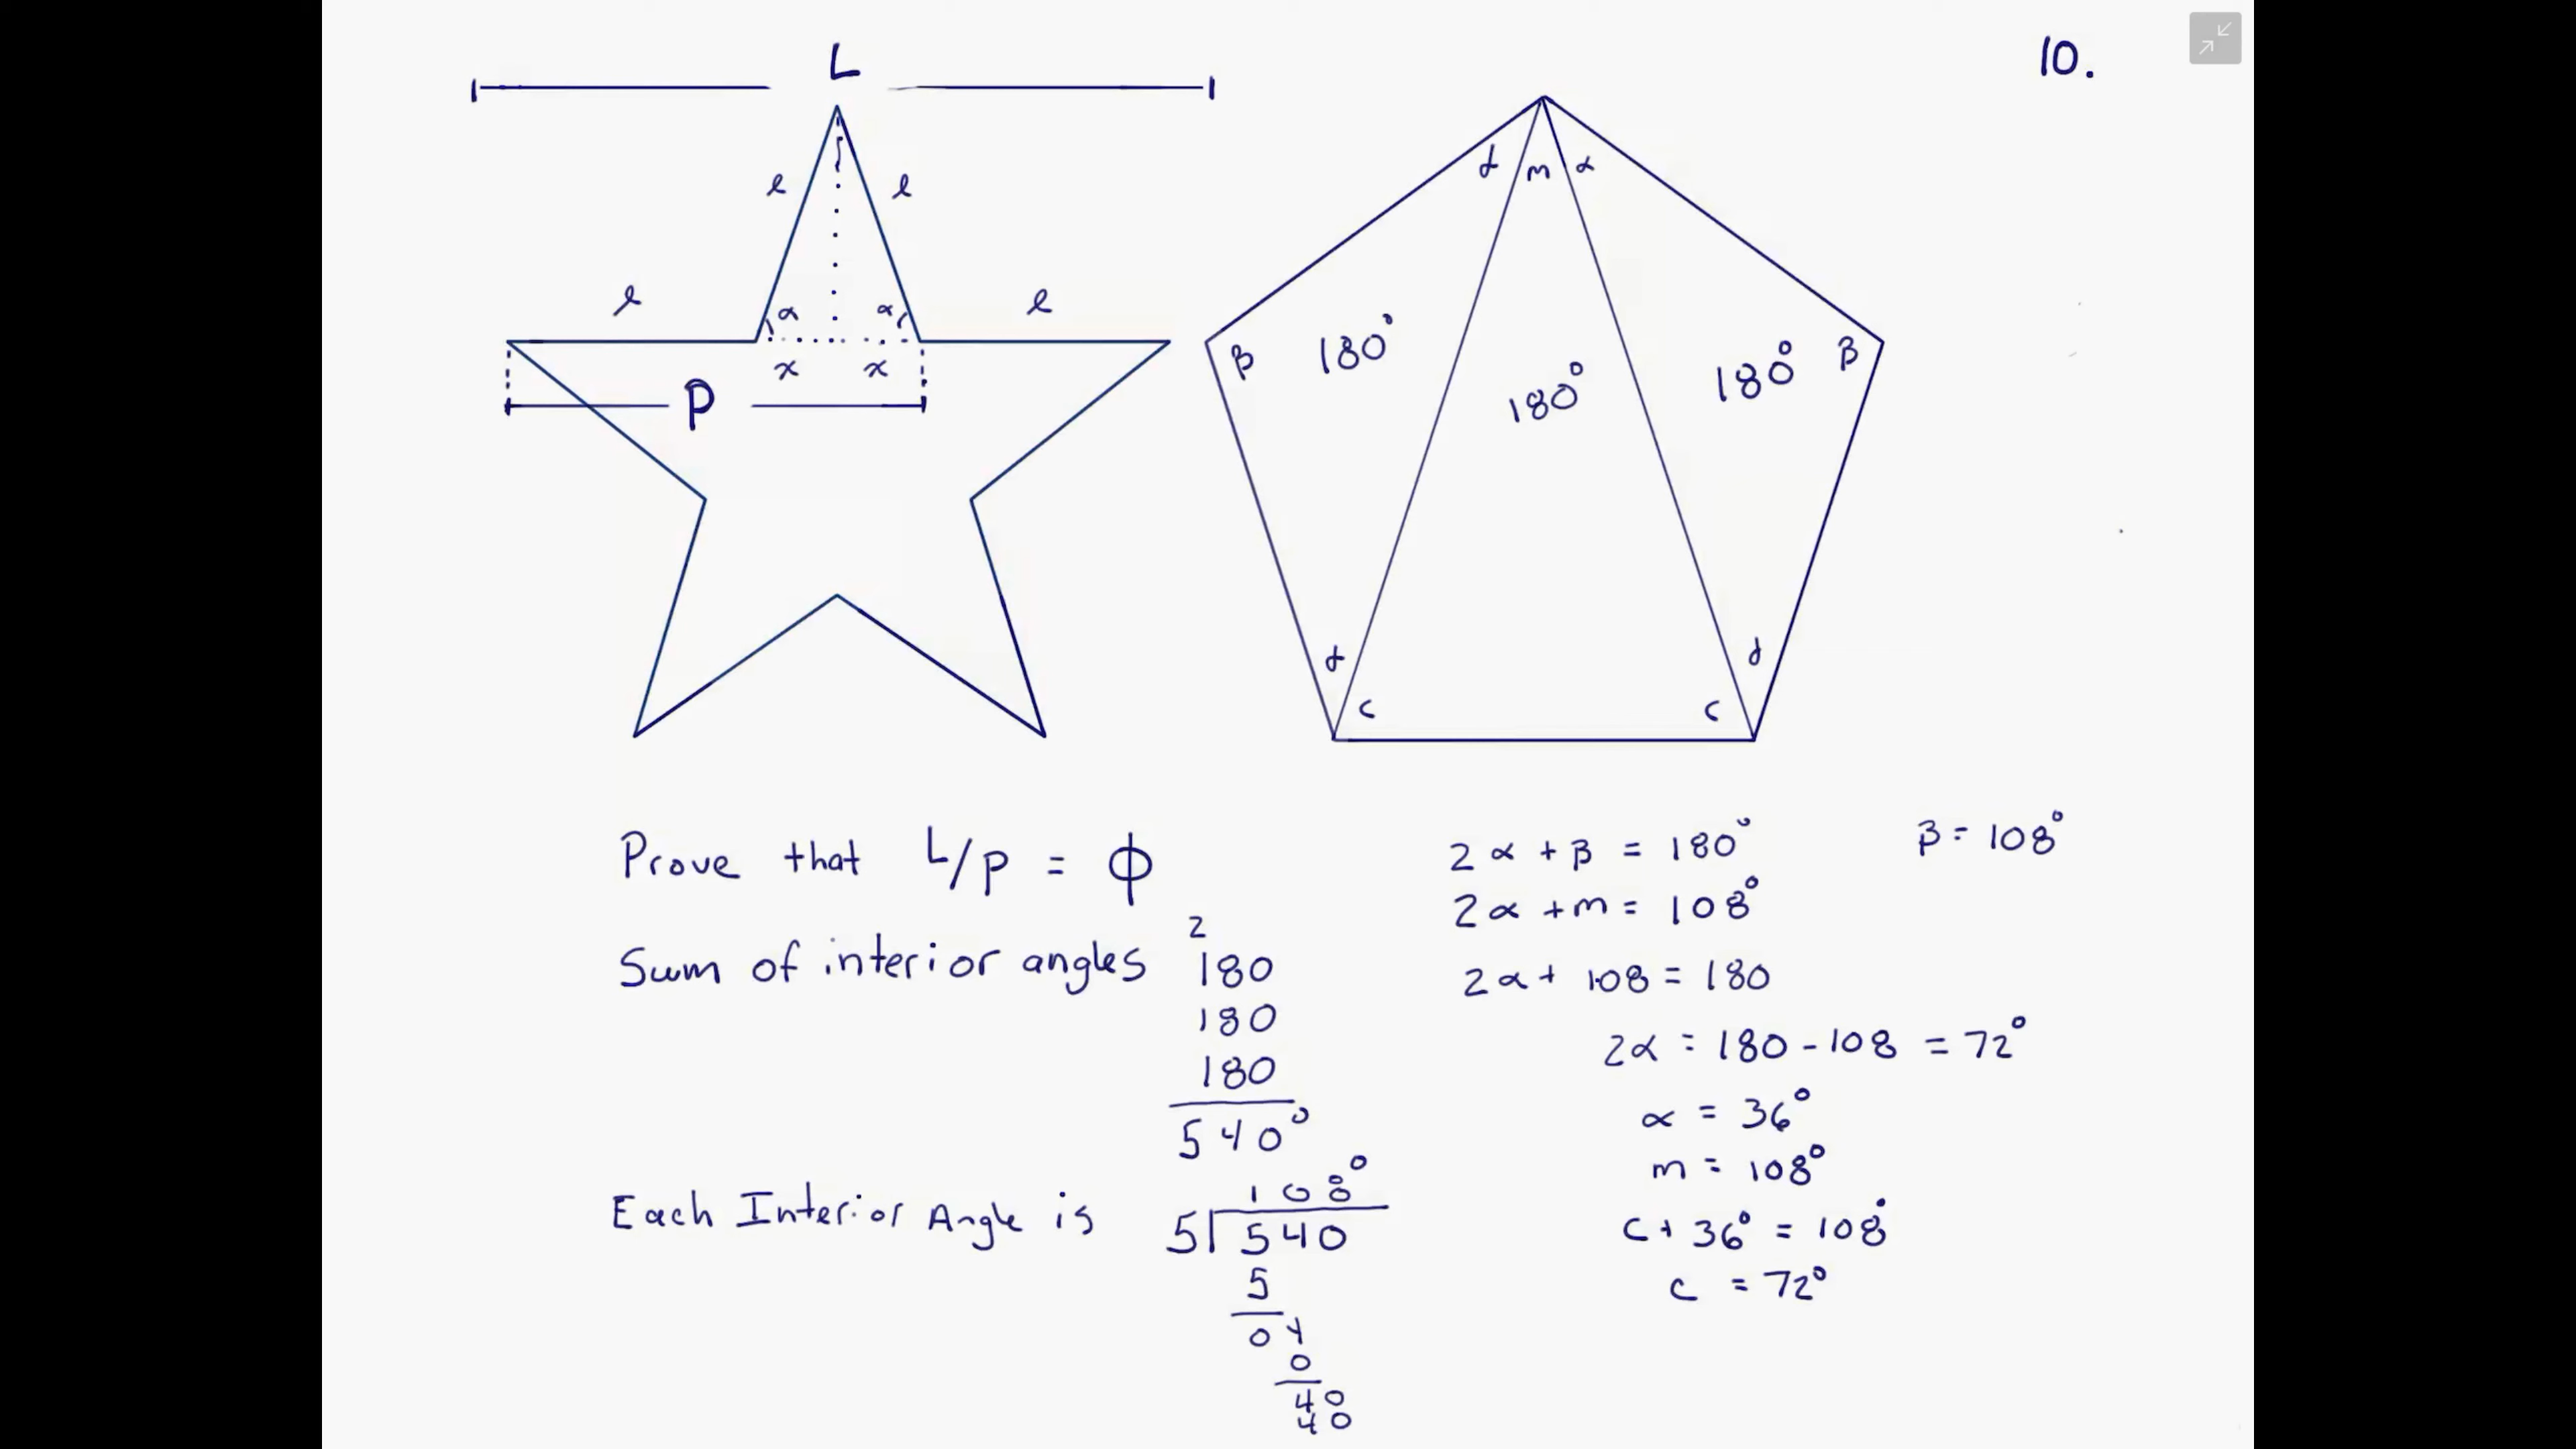 L
10.
l l
α m α
l α α l
β 180° 180° 180° β
x x
P
α α
c c
Prove that L/P = ϕ
2
Sum of interior angles 180
180
180
540°
108°
Each Interior Angle is 5)540
5
04
0
40
40
2α + β = 180° β = 108°
2α + m = 108°
2α + 108 = 180
2α = 180 - 108 = 72°
α = 36°
m = 108°
c + 36° = 108°
c = 72°